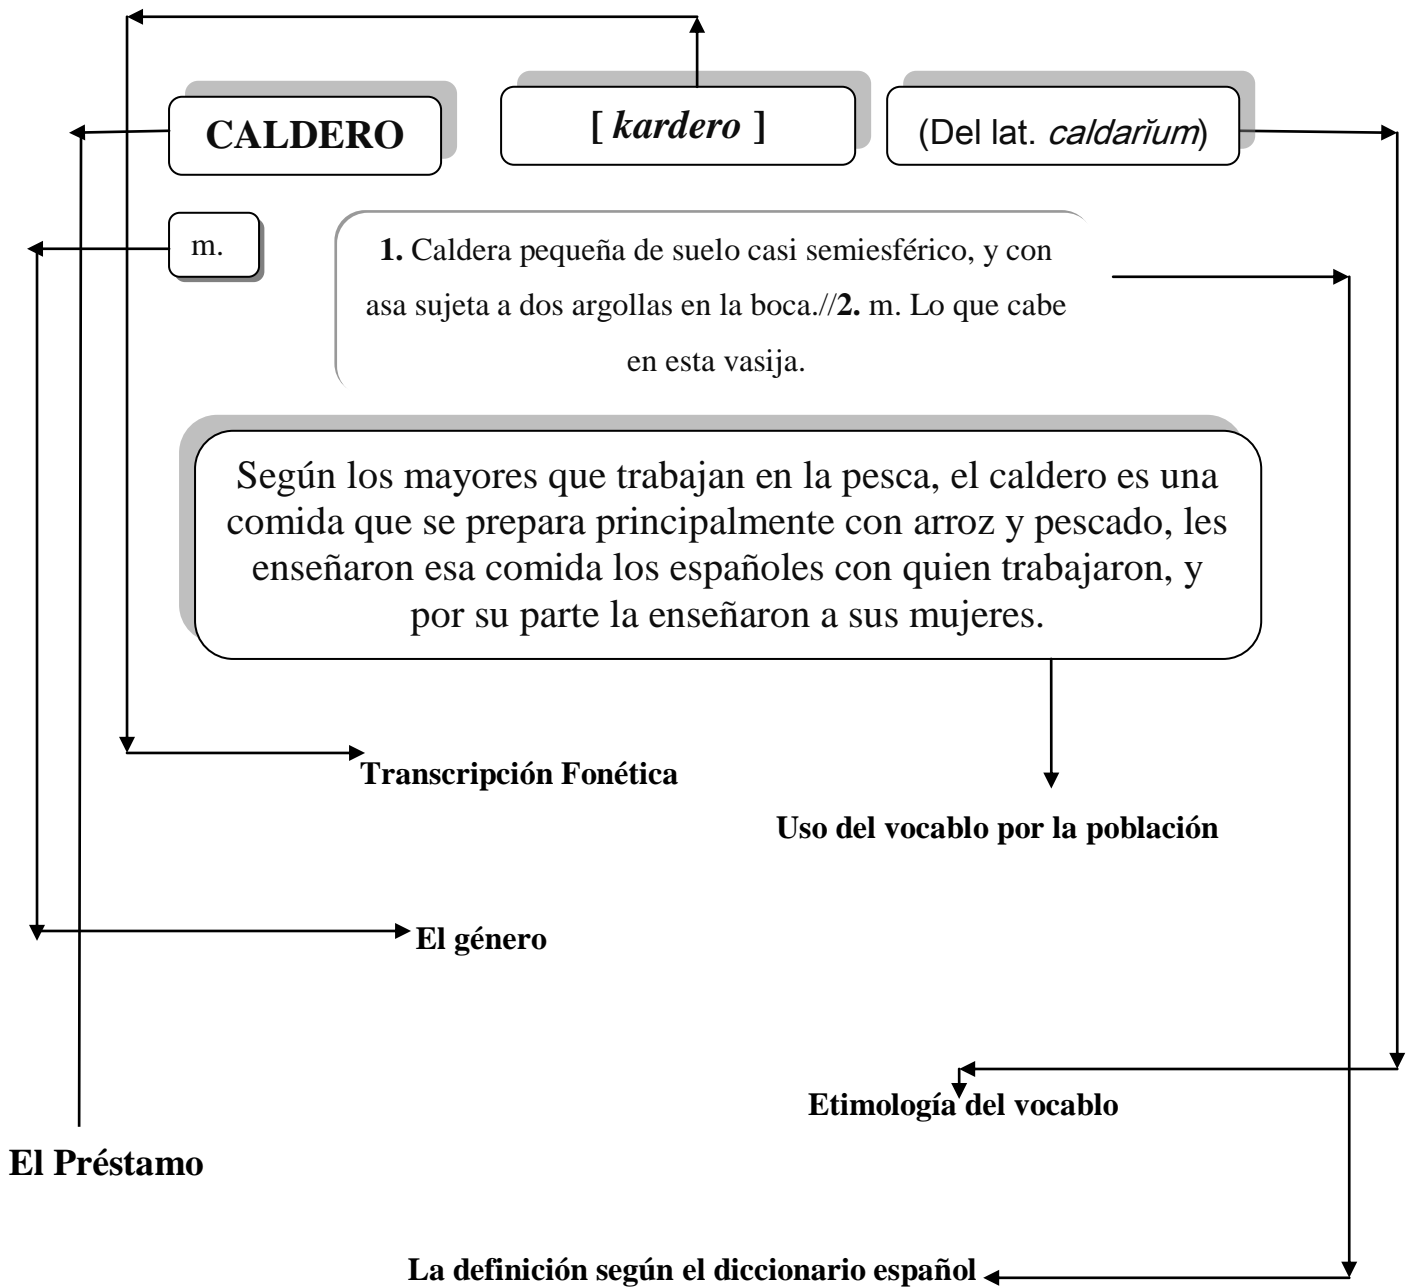 CALDERO
[ kardero ]
(Del lat. caldarĭum)
m.
1. Caldera pequeña de suelo casi semiesférico, y con
asa sujeta a dos argollas en la boca.//2. m. Lo que cabe
en esta vasija.
Según los mayores que trabajan en la pesca, el caldero es una
comida que se prepara principalmente con arroz y pescado, les
enseñaron esa comida los españoles con quien trabajaron, y
por su parte la enseñaron a sus mujeres.
Transcripción Fonética
Uso del vocablo por la población
El género
Etimología del vocablo
El Préstamo
La definición según el diccionario español